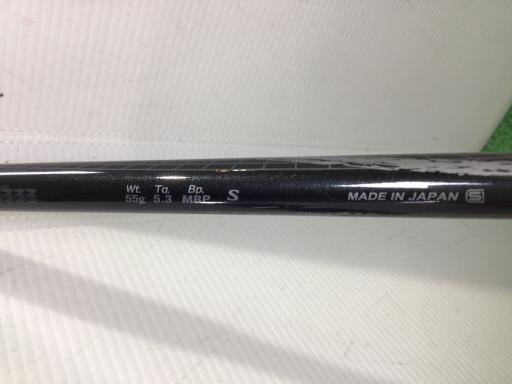 Wt. Tq. Bp.
55g 5.3 MBP S
MADE IN JAPAN S